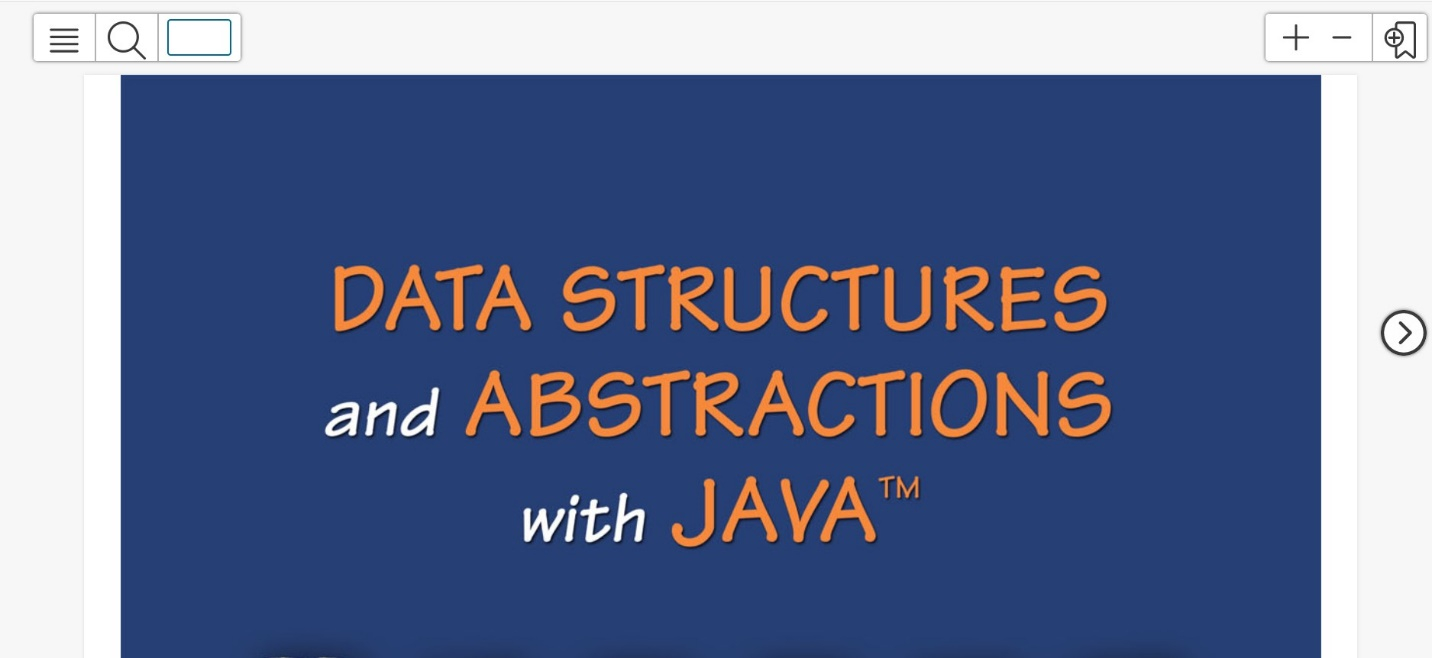 DATA STRUCTURES
and ABSTRACTIONS
with JAVA™